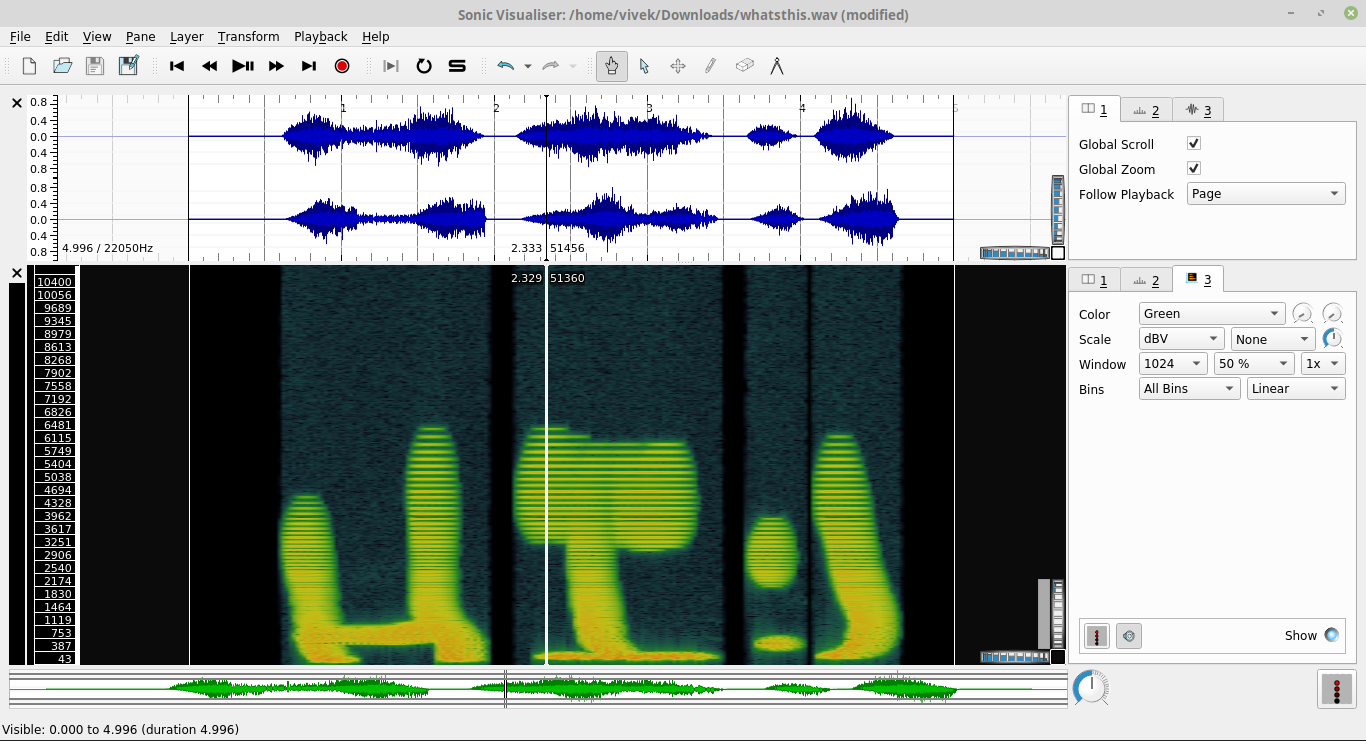 Sonic Visualiser: /home/vivek/Downloads/whatsthis.wav (modified)
File Edit View Pane Layer Transform Playback Help
0.8
0.4
0.0
0.4
0.8
0.8
0.4
0.0
0.4
0.8
1 2 3 4 5
4.996 / 22050Hz
2.333 51456
2.329 51360
10400
10056
9689
9345
8979
8613
8268
7902
7558
7192
6826
6481
6115
5749
5404
5038
4694
4328
3962
3617
3251
2906
2540
2174
1830
1464
1119
753
387
43
1 2 3
Global Scroll
Global Zoom
Follow Playback Page
1 2 3
Color Green
Scale dBV None
Window 1024 50 % 1x
Bins All Bins Linear
Show
Visible: 0.000 to 4.996 (duration 4.996)